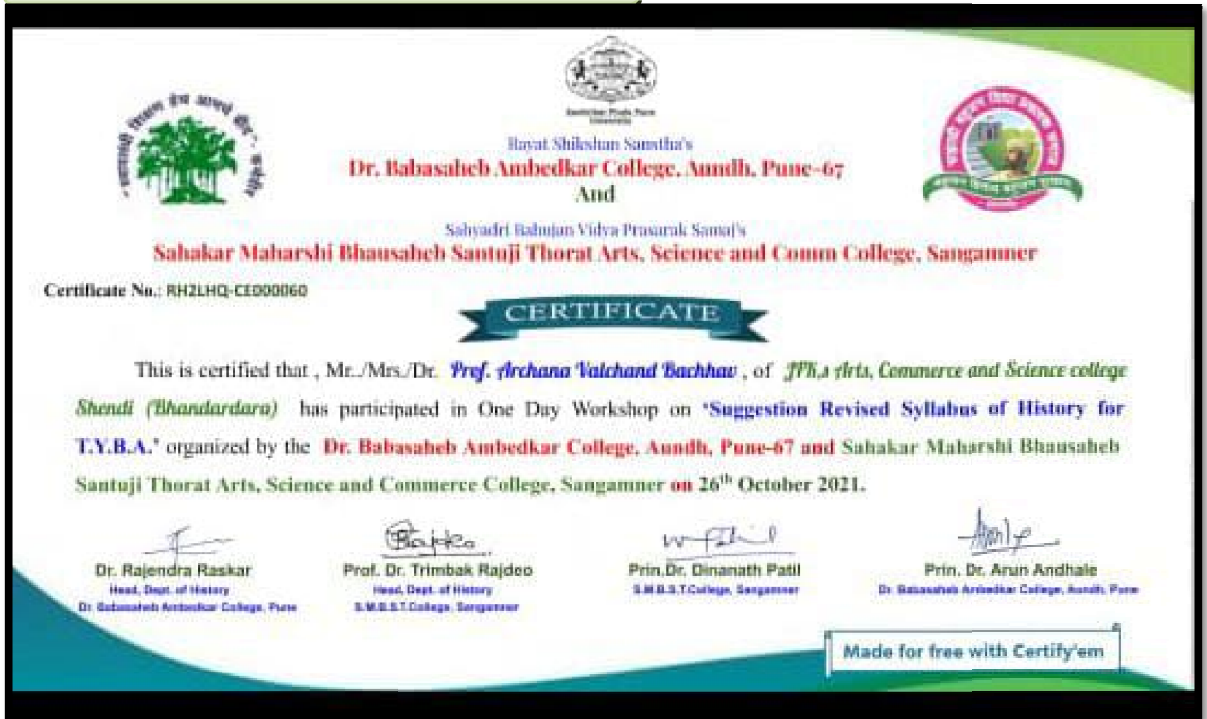 Savitribai Phule Pune
University
Rayat Shikshan Sanstha's
Dr. Babasaheb Ambedkar College, Aundh, Pune-67
And
Sahyadri Bahujan Vidya Prasarak Samaj's
Sahakar Maharshi Bhausaheb Santuji Thorat Arts, Science and Comm College, Sangamner
Certificate No.: RH2LHQ-CE000060
CERTIFICATE
This is certified that , Mr./Mrs./Dr. Prof. Archana Valchand Bachhav , of JPK,s Arts, Commerce and Science college
Shendi (Bhandardara) has participated in One Day Workshop on "Suggestion Revised Syllabus of History for
T.Y.B.A." organized by the Dr. Babasaheb Ambedkar College, Aundh, Pune-67 and Sahakar Maharshi Bhausaheb
Santuji Thorat Arts, Science and Commerce College, Sangamner on 26th October 2021.
Dr. Rajendra Raskar
Head, Dept. of History
Dr. Babasaheb Ambedkar College, Pune
Prof. Dr. Trimbak Rajdeo
Head, Dept. of History
S.M.B.S.T.College, Sangamner
Prin.Dr. Dinanath Patil
S.M.B.S.T.College, Sangamner
Prin. Dr. Arun Andhale
Dr. Babasaheb Ambedkar College, Aundh, Pune
Made for free with Certify'em